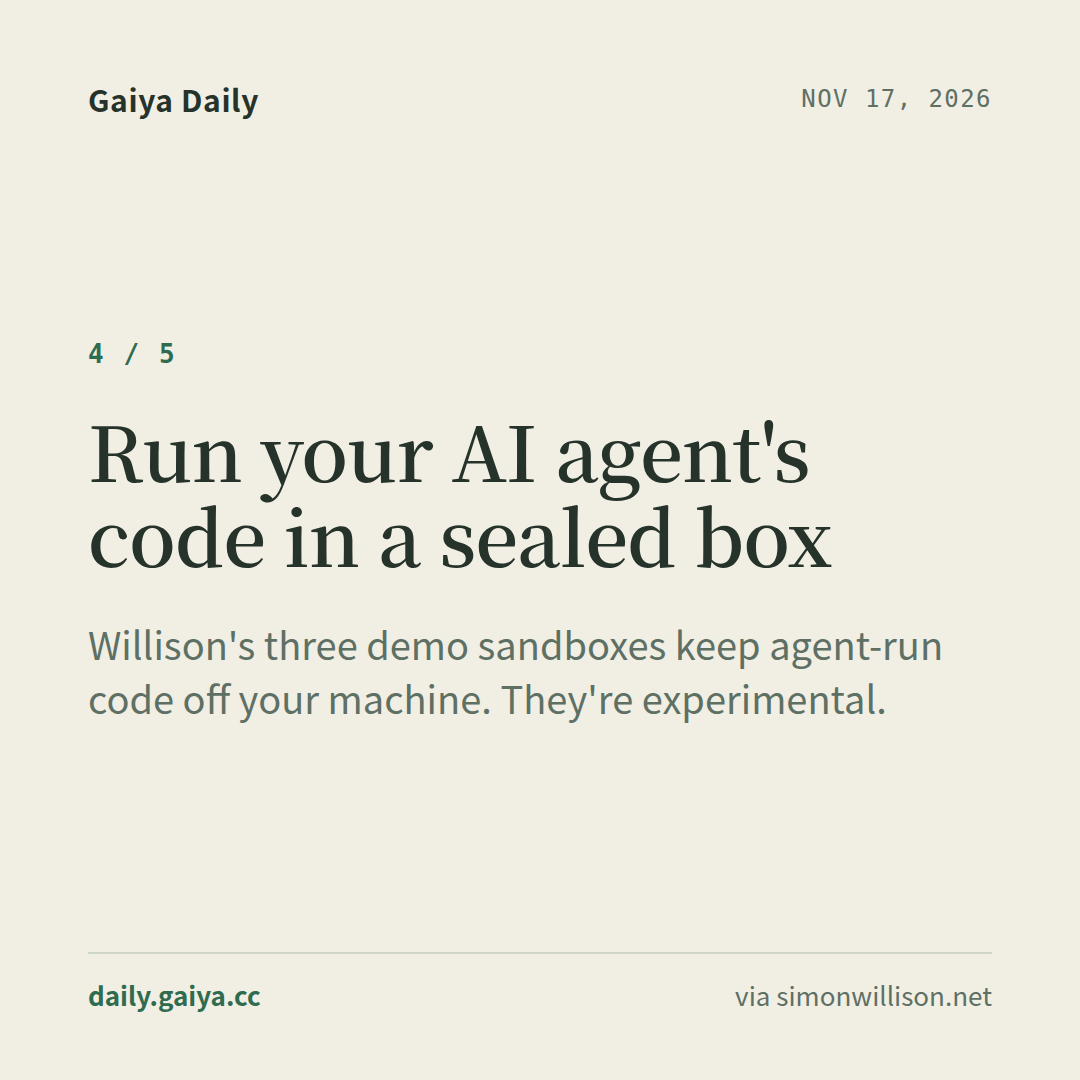 Gaiya Daily
NOV 17, 2026
4 / 5
Run your AI agent's
code in a sealed box
Willison's three demo sandboxes keep agent-run
code off your machine. They're experimental.
daily.gaiya.cc
via simonwillison.net